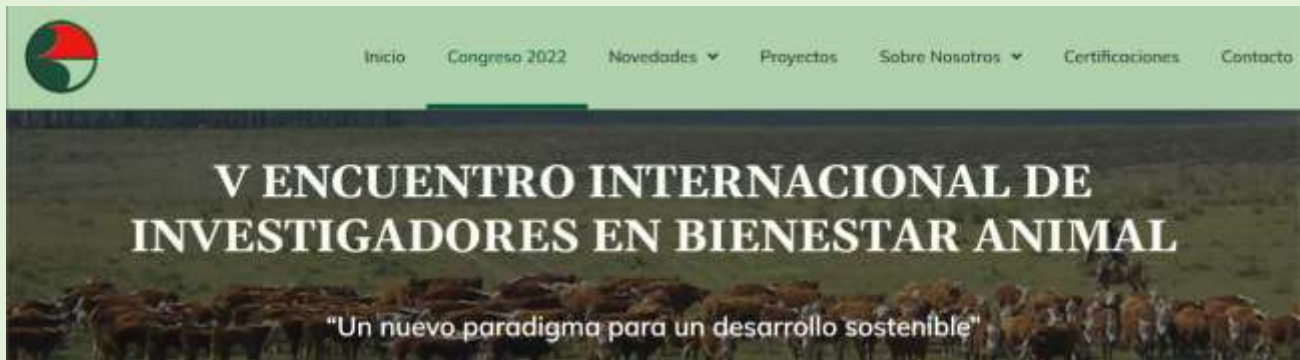 Inicio Congreso 2022 Novedades Proyectos Sobre Nosotros Certificaciones Contacto
V ENCUENTRO INTERNACIONAL DE
INVESTIGADORES EN BIENESTAR ANIMAL
“Un nuevo paradigma para un desarrollo sostenible”